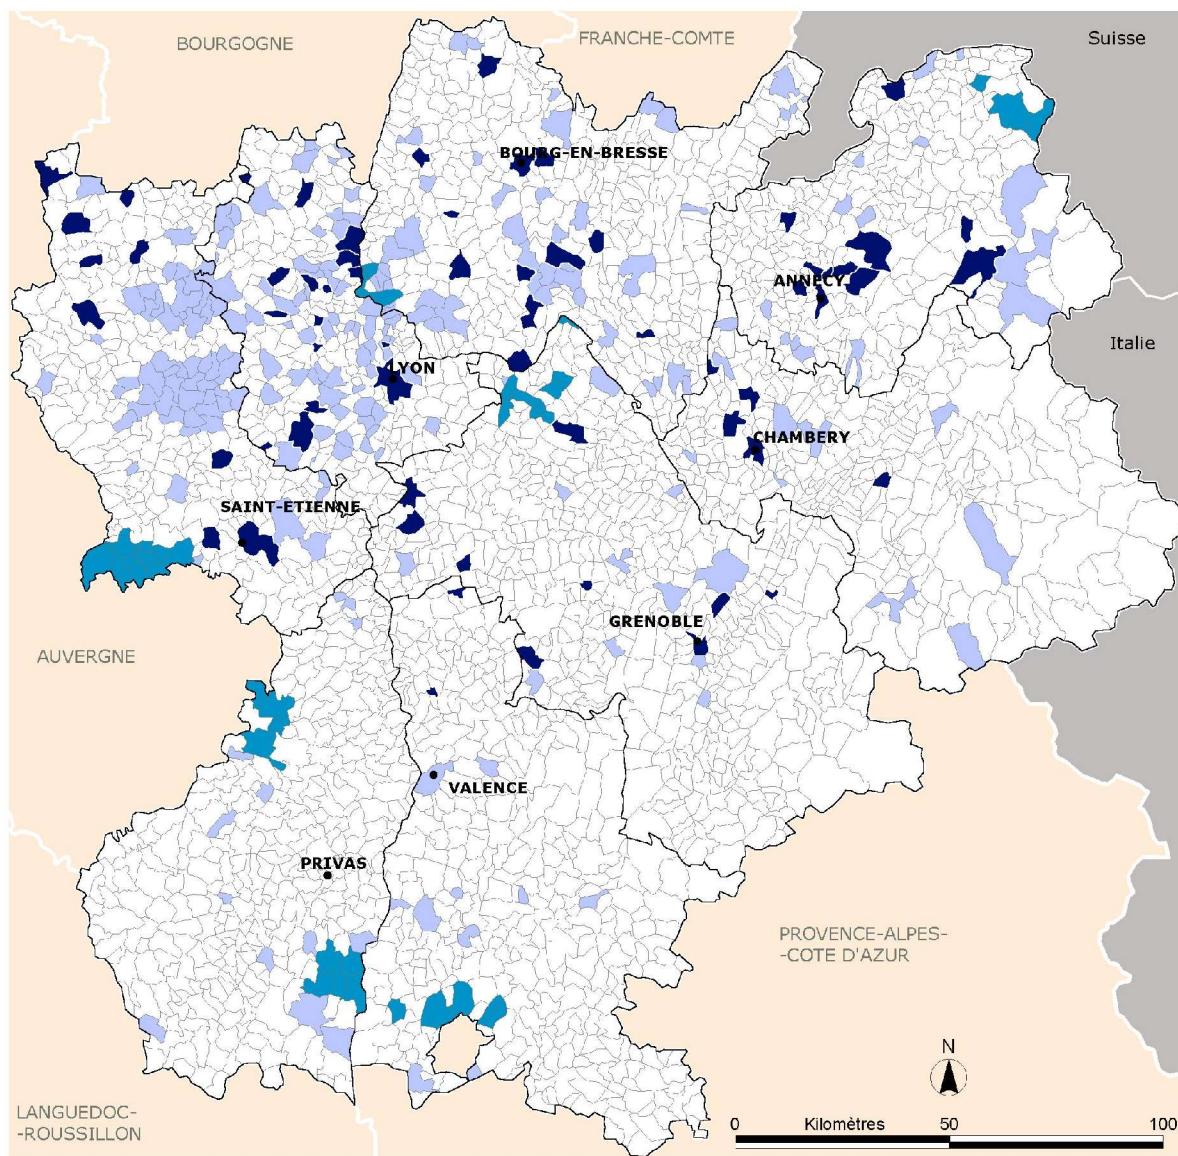 BOURGOGNE
FRANCHE-COMTE
Suisse
BOURG-EN-BRESSE
ANNECY
Italie
LYON
CHAMBERY
SAINT-ETIENNE
GRENOBLE
AUVERGNE
VALENCE
PRIVAS
PROVENCE-ALPES-
-COTE D'AZUR
N
LANGUEDOC-
-ROUSSILLON
0 Kilomètres 50 100